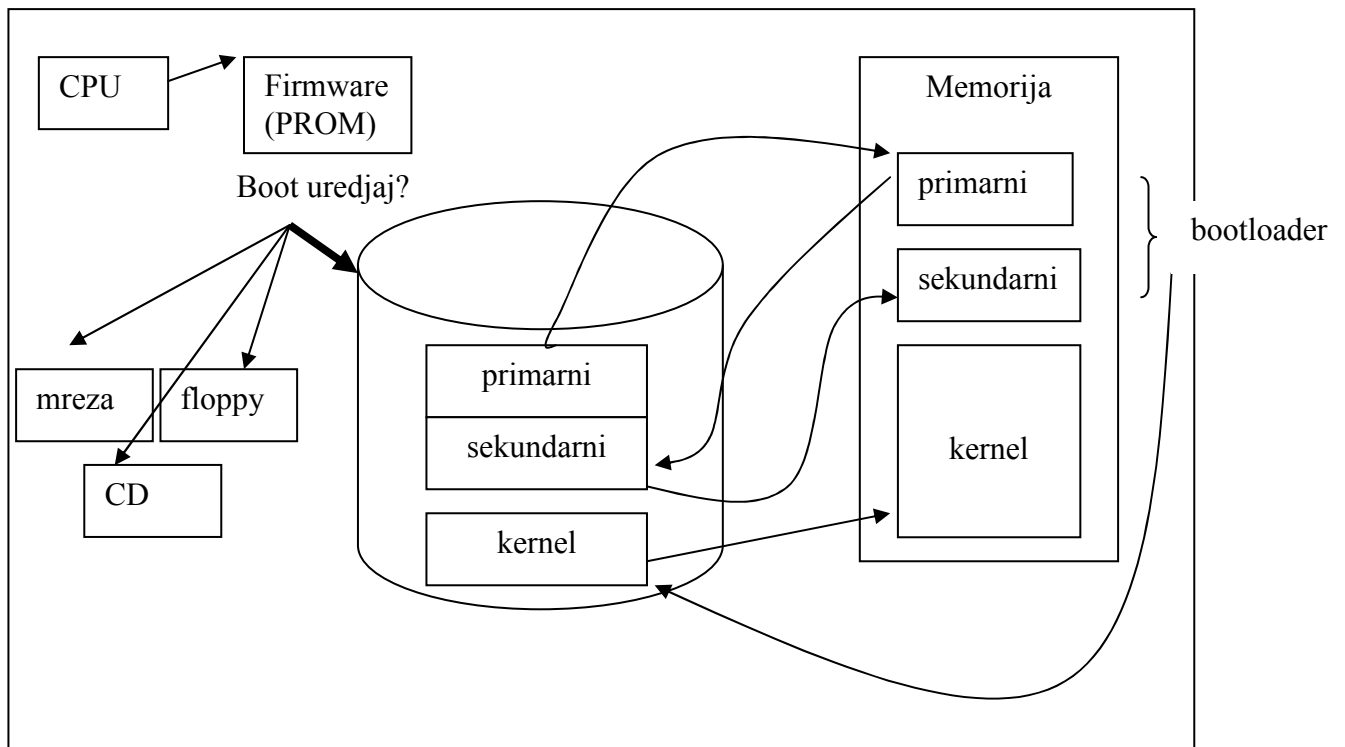 CPU
Firmware
(PROM)
Boot uredjaj?
mreza
floppy
CD
primarni
sekundarni
kernel
Memorija
primarni
sekundarni
kernel
bootloader